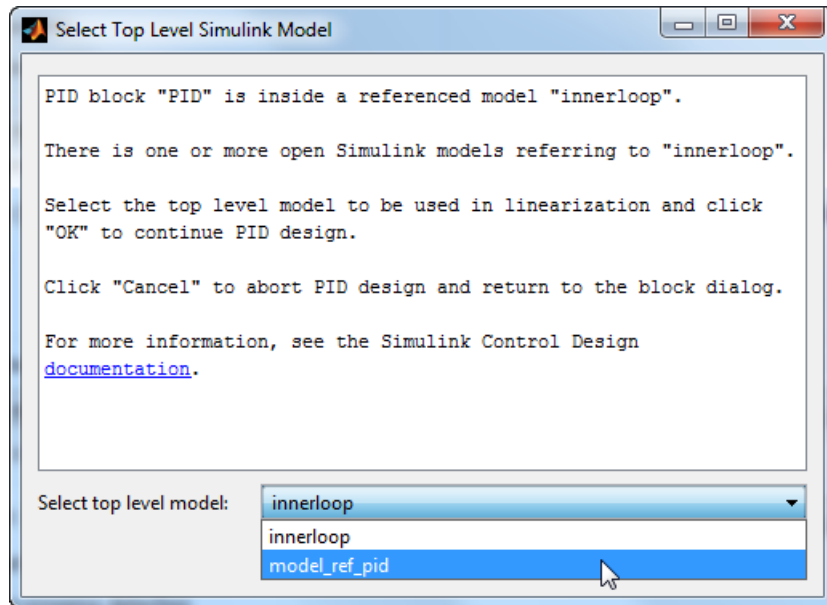 Select Top Level Simulink Model
PID block "PID" is inside a referenced model "innerloop".
There is one or more open Simulink models referring to "innerloop".
Select the top level model to be used in linearization and click
"OK" to continue PID design.
Click "Cancel" to abort PID design and return to the block dialog.
For more information, see the Simulink Control Design
documentation.
Select top level model: innerloop
innerloop
model_ref_pid